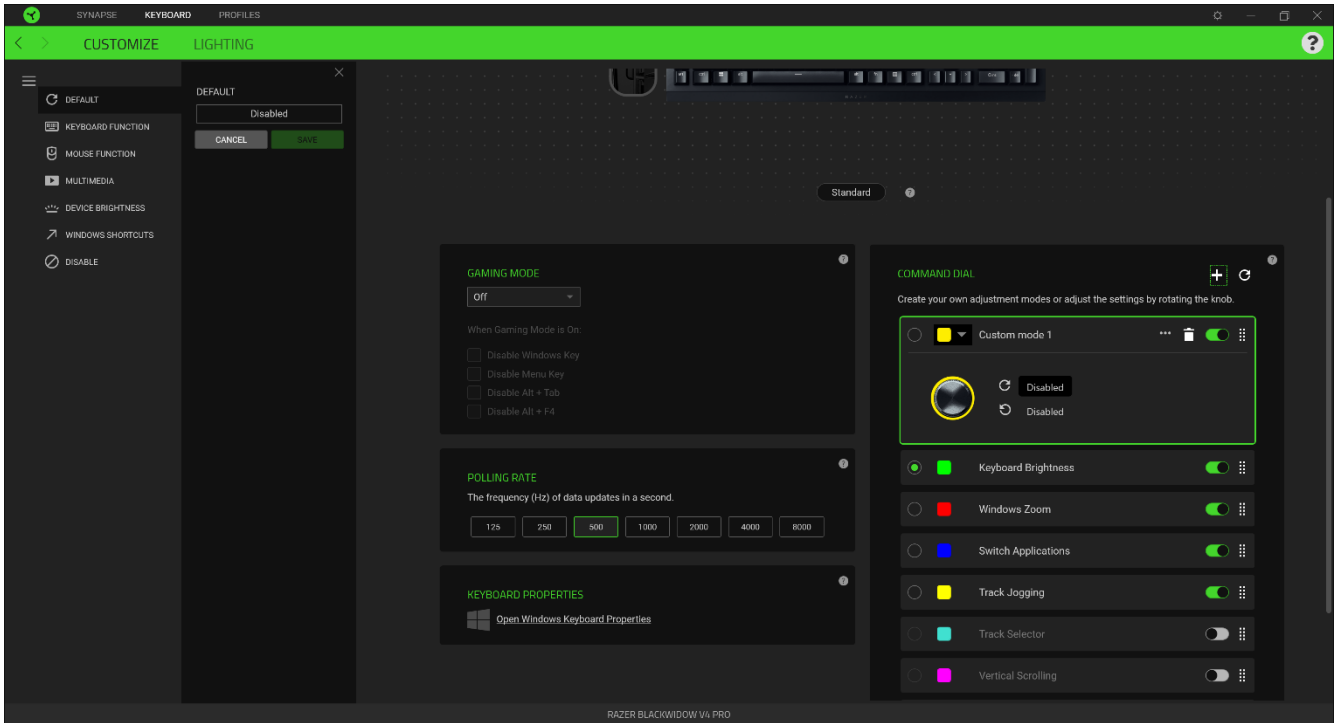 SYNAPSE KEYBOARD PROFILES
CUSTOMIZE LIGHTING
DEFAULT
KEYBOARD FUNCTION
MOUSE FUNCTION
MULTIMEDIA
DEVICE BRIGHTNESS
WINDOWS SHORTCUTS
DISABLE
DEFAULT
Disabled
CANCEL SAVE
Standard
GAMING MODE
Off
When Gaming Mode is On:
Disable Windows Key
Disable Menu Key
Disable Alt + Tab
Disable Alt + F4
POLLING RATE
The frequency (Hz) of data updates in a second.
125 250 500 1000 2000 4000 8000
KEYBOARD PROPERTIES
Open Windows Keyboard Properties
COMMAND DIAL
Create your own adjustment modes or adjust the settings by rotating the knob.
Custom mode 1
Disabled
Disabled
Keyboard Brightness
Windows Zoom
Switch Applications
Track Jogging
Track Selector
Vertical Scrolling
RAZER BLACKWIDOW V4 PRO